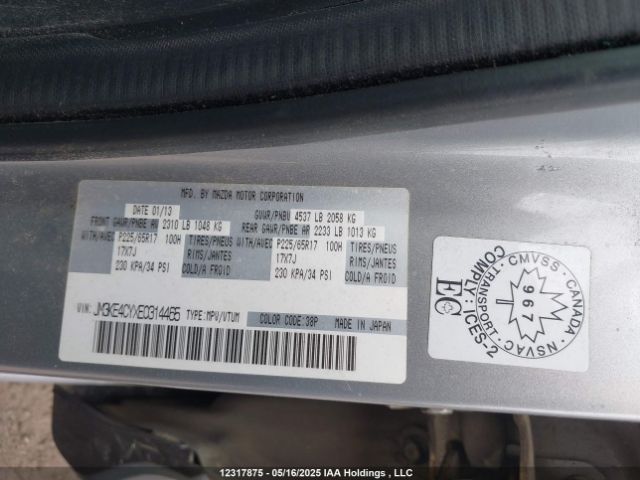 MFD. BY MAZDA MOTOR CORPORATION
DATE 01/13 GVWR/PNBV 4537 LB 2058 KG
FRONT GAWR/PNBE AV 2310 LB 1048 KG REAR GAWR/PNBE AR 2233 LB 1013 KG
WITH/AVEC P225/65R17 100H TIRES/PNEUS WITH/AVEC P225/65R17 100H TIRES/PNEUS
17X7J RIMS/JANTES 17X7J RIMS/JANTES
230 KPA/34 PSI COLD/A FROID 230 KPA/34 PSI COLD/A FROID
VIN: JM3KE4CYXE0314465 TYPE:MPV/VTUM COLOR CODE:38P MADE IN JAPAN
CMVSS CANADA NSVAC TRANSPORT
967
COMPLY: ICES-2
EC
12317875 — 05/16/2025 IAA Holdings , LLC